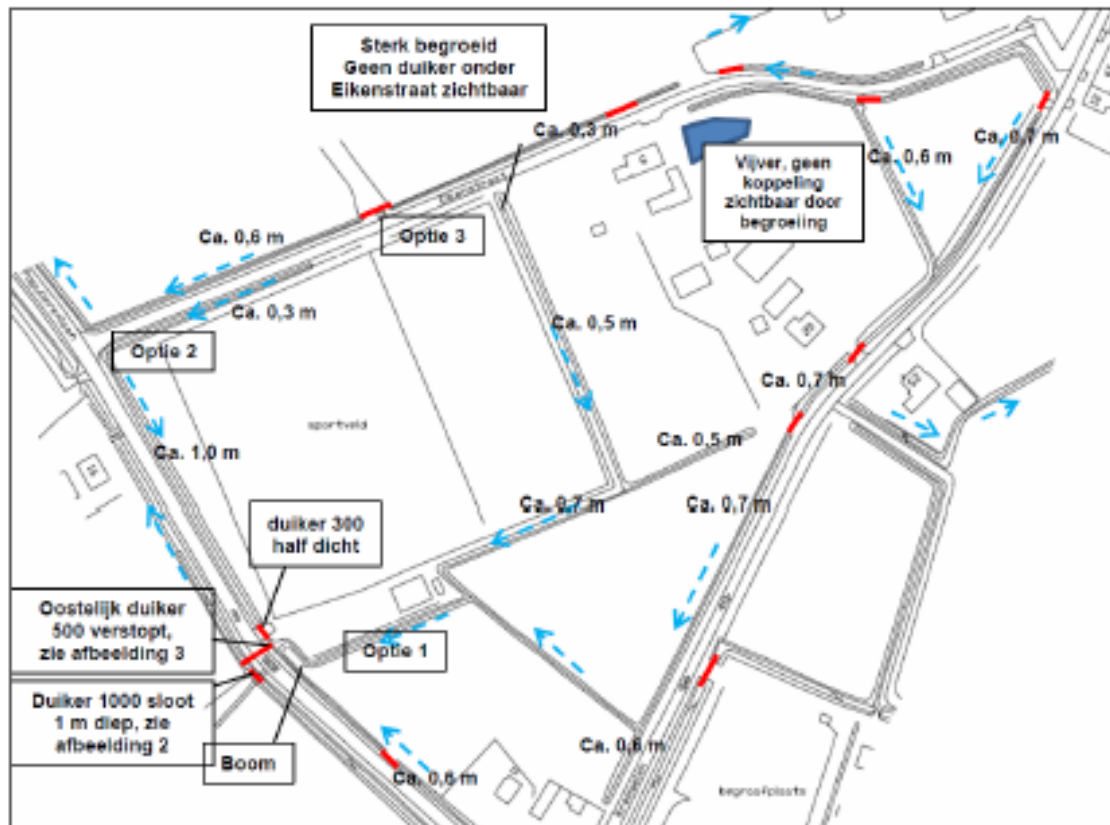 Sterk begroeid
Geen duiker onder
Eikenstraat zichtbaar
Ca. 0,3 m
Ca. 0,6 m
Ca. 0,7 m
Vijver, geen
koppeling
zichtbaar door
begroeiing
Eikenstraat
Optie 3
Ca. 0,6 m
Ca. 0,3 m
Optie 2
Ca. 0,5 m
Ca. 0,7 m
sportveld
Ca. 1,0 m
Ca. 0,5 m
Ca. 0,7 m
Ca. 0,7 m
duiker 300
half dicht
Oostelijk duiker
500 verstopt,
zie afbeelding 3
Optie 1
Duiker 1000 sloot
1 m diep, zie
afbeelding 2
Boom
Ca. 0,6 m
Ca. 0,6 m
begraafplaats